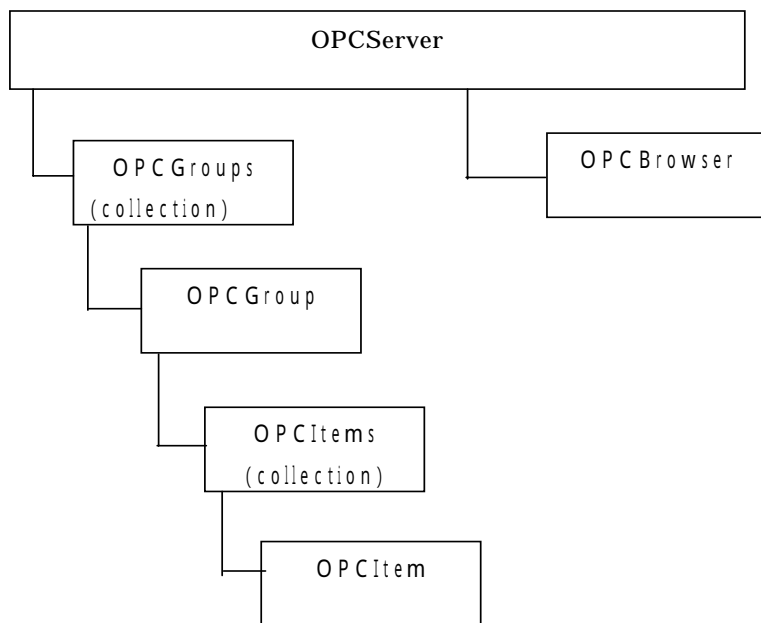 OPCServer
OPCGroups
(collection)
OPCBrowser
OPCGroup
OPCItems
(collection)
OPCItem